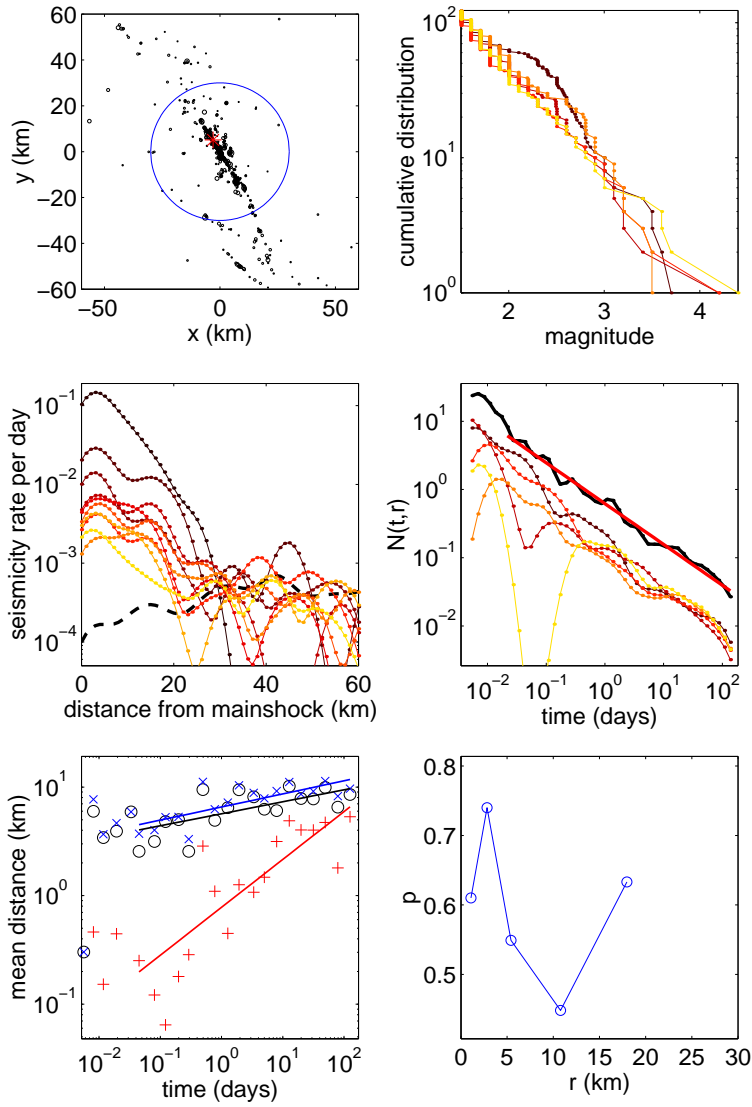 60
40
20
0
−20
−40
−60
−50 0 50
x (km)
y (km)
10^2
10^1
10^0
2 3 4
magnitude
cumulative distribution
10^−1
10^−2
10^−3
10^−4
0 20 40 60
distance from mainshock (km)
seismicity rate per day
10^1
10^0
10^−1
10^−2
10^−2 10^−1 10^0 10^1 10^2
time (days)
N(t,r)
10^1
10^0
10^−1
10^−2 10^−1 10^0 10^1 10^2
time (days)
mean distance (km)
0.8
0.7
0.6
0.5
0 5 10 15 20 25 30
r (km)
p